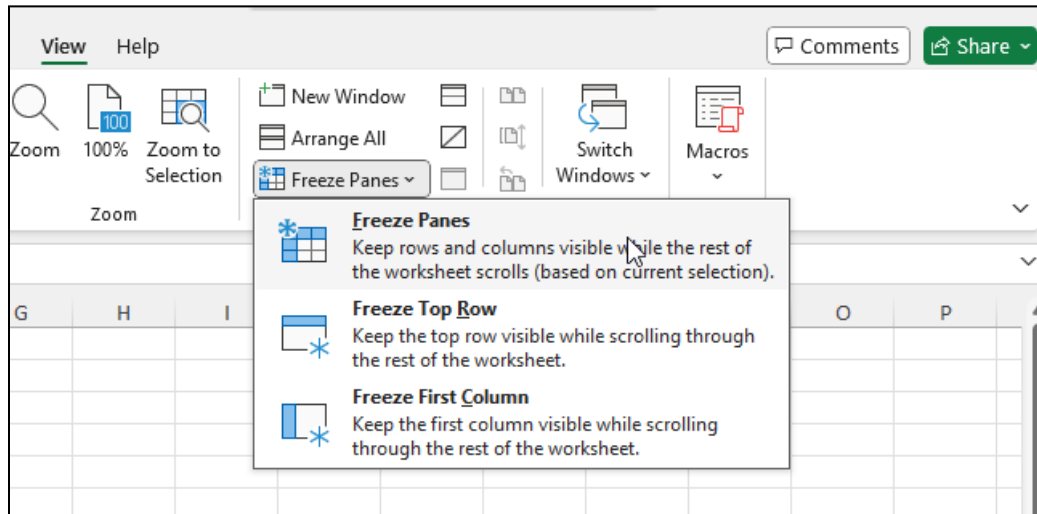 View Help Comments Share
New Window
100
Arrange All
Zoom 100% Zoom to Selection
Switch Windows
Macros
Freeze Panes
Zoom
Freeze Panes
Keep rows and columns visible while the rest of
the worksheet scrolls (based on current selection).
Freeze Top Row
Keep the top row visible while scrolling through
the rest of the worksheet.
Freeze First Column
Keep the first column visible while scrolling
through the rest of the worksheet.
G H I O P